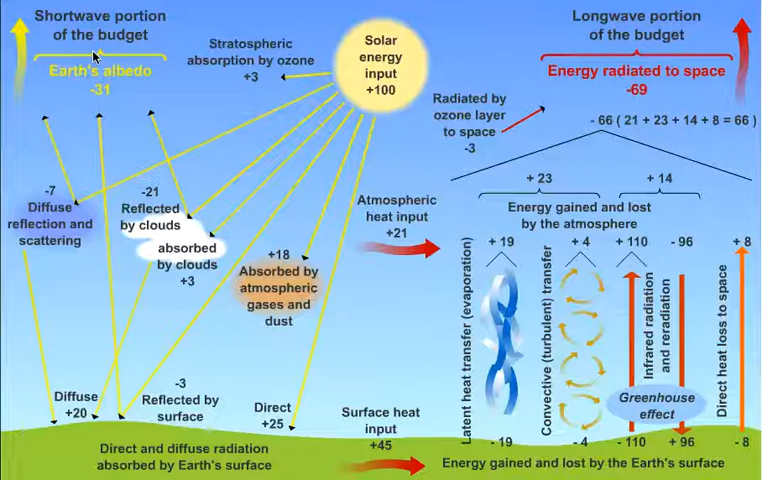 Shortwave portion
of the budget
Earth's albedo
-31
Stratospheric
absorption by ozone
+3
Solar
energy
input
+100
Longwave portion
of the budget
Energy radiated to space
-69
Radiated by
ozone layer
to space
-3
- 66 ( 21 + 23 + 14 + 8 = 66 )
-7
Diffuse
reflection and
scattering
-21
Reflected
by clouds
absorbed
by clouds
+3
+18
Absorbed by
atmospheric
gases and
dust
Atmospheric
heat input
+21
+ 23
+ 14
Energy gained and lost
by the atmosphere
+ 19
+ 4
+ 110
- 96
+ 8
Latent heat transfer (evaporation)
Convective (turbulent) transfer
Infrared radiation
and reradiation
Direct heat loss to space
Greenhouse
effect
Diffuse
+20
-3
Reflected by
surface
Direct
+25
Surface heat
input
+45
- 19
- 4
- 110
+ 96
- 8
Direct and diffuse radiation
absorbed by Earth's surface
Energy gained and lost by the Earth's surface